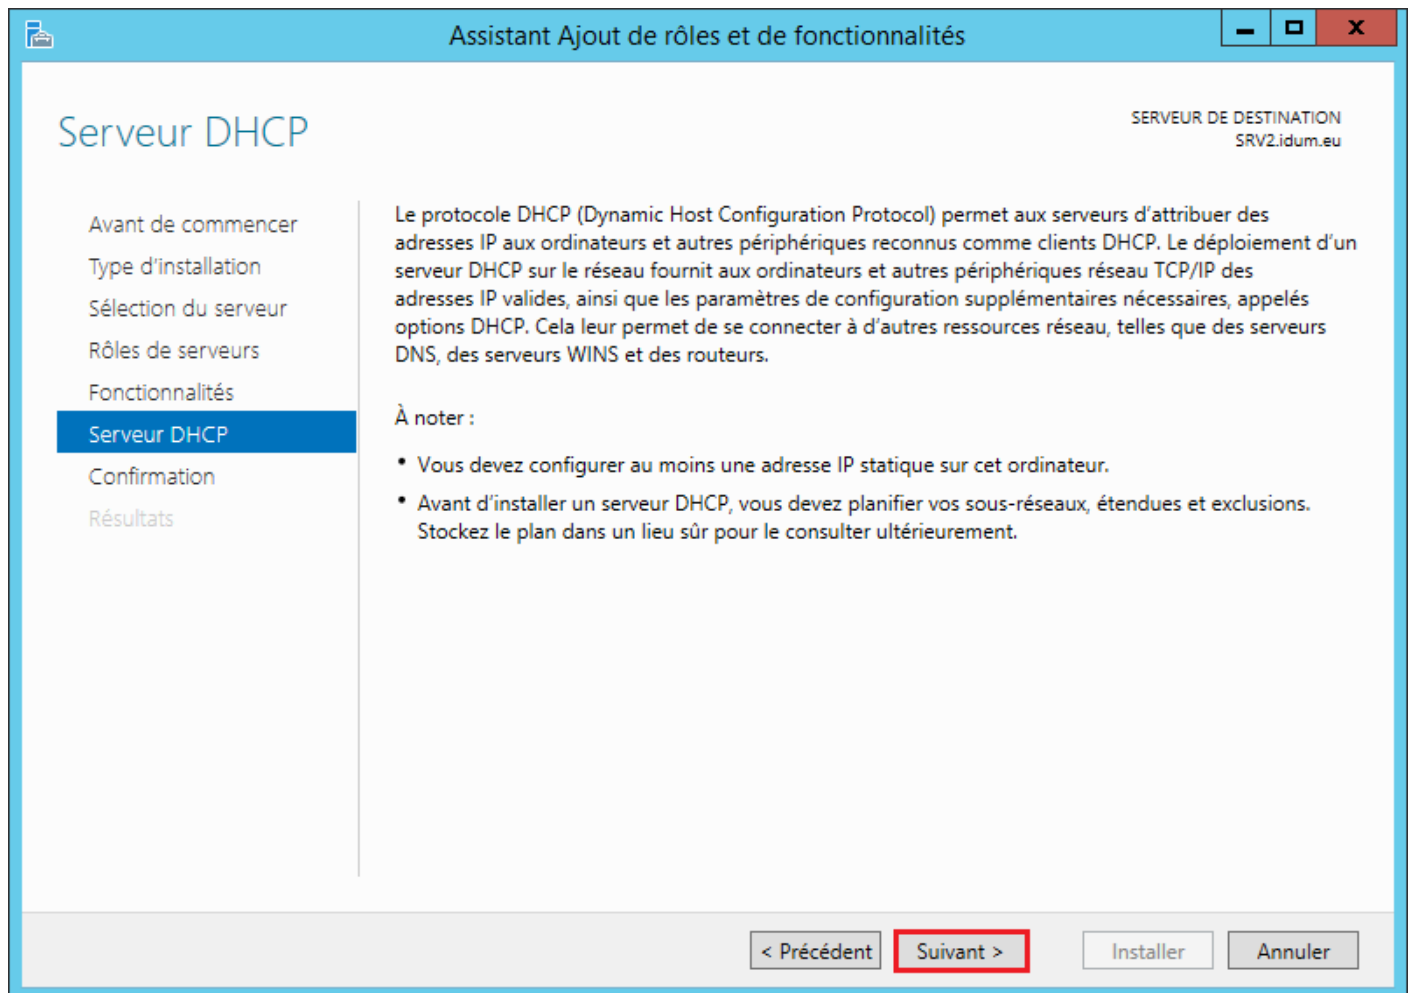 Assistant Ajout de rôles et de fonctionnalités
Serveur DHCP
SERVEUR DE DESTINATION
SRV2.idum.eu
Avant de commencer
Type d'installation
Sélection du serveur
Rôles de serveurs
Fonctionnalités
Serveur DHCP
Confirmation
Résultats
Le protocole DHCP (Dynamic Host Configuration Protocol) permet aux serveurs d'attribuer des
adresses IP aux ordinateurs et autres périphériques reconnus comme clients DHCP. Le déploiement d'un
serveur DHCP sur le réseau fournit aux ordinateurs et autres périphériques réseau TCP/IP des
adresses IP valides, ainsi que les paramètres de configuration supplémentaires nécessaires, appelés
options DHCP. Cela leur permet de se connecter à d'autres ressources réseau, telles que des serveurs
DNS, des serveurs WINS et des routeurs.
À noter :
• Vous devez configurer au moins une adresse IP statique sur cet ordinateur.
• Avant d'installer un serveur DHCP, vous devez planifier vos sous-réseaux, étendues et exclusions.
Stockez le plan dans un lieu sûr pour le consulter ultérieurement.
< Précédent
Suivant >
Installer
Annuler